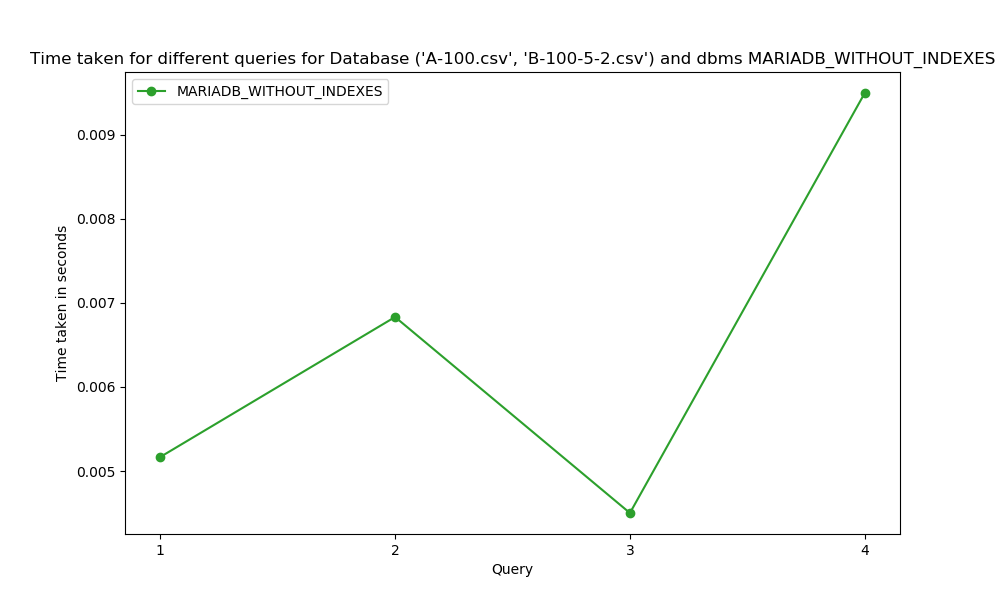 Time taken for different queries for Database ('A-100.csv', 'B-100-5-2.csv') and dbms MARIADB_WITHOUT_INDEXES
MARIADB_WITHOUT_INDEXES
Time taken in seconds
0.009
0.008
0.007
0.006
0.005
1 2 3 4
Query